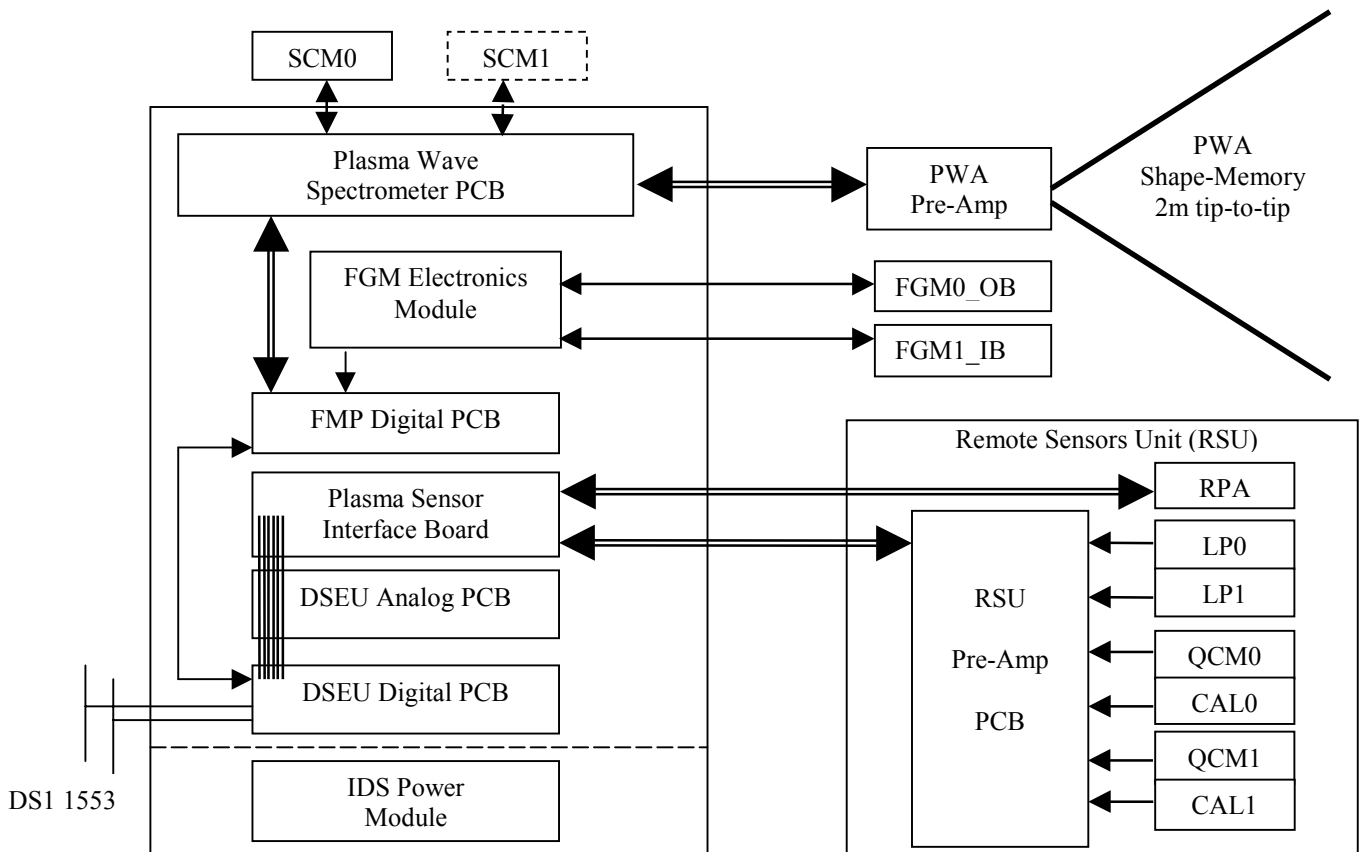 SCM0
SCM1
Plasma Wave
Spectrometer PCB
PWA
Pre-Amp
PWA
Shape-Memory
2m tip-to-tip
FGM Electronics
Module
FGM0_OB
FGM1_IB
FMP Digital PCB
Plasma Sensor
Interface Board
DSEU Analog PCB
DSEU Digital PCB
DS1 1553
IDS Power
Module
Remote Sensors Unit (RSU)
RPA
RSU
Pre-Amp
PCB
LP0
LP1
QCM0
CAL0
QCM1
CAL1